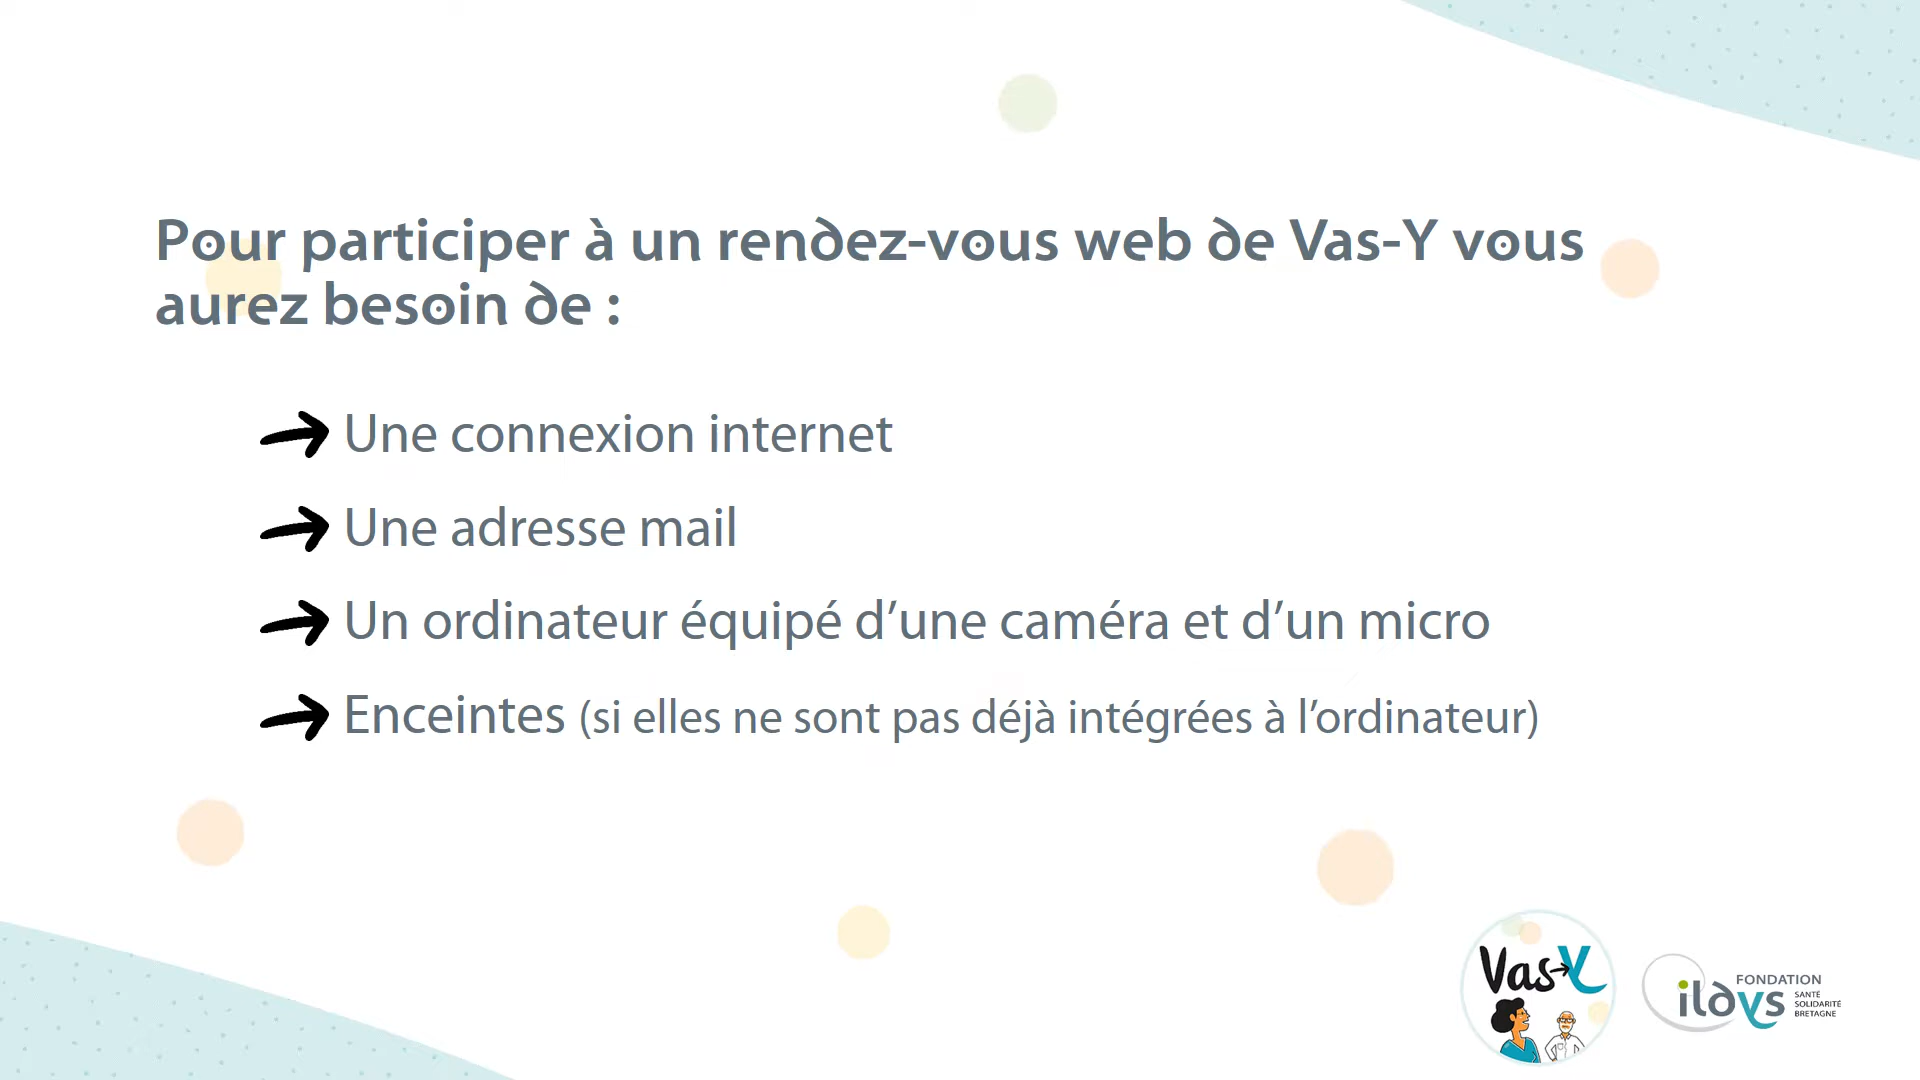 Pour participer à un rendez-vous web de Vas-Y vous
aurez besoin de :
Une connexion internet
Une adresse mail
Un ordinateur équipé d’une caméra et d’un micro
Enceintes (si elles ne sont pas déjà intégrées à l’ordinateur)
Vas-Y
FONDATION
ildys
SANTÉ
SOLIDARITÉ
BRETAGNE